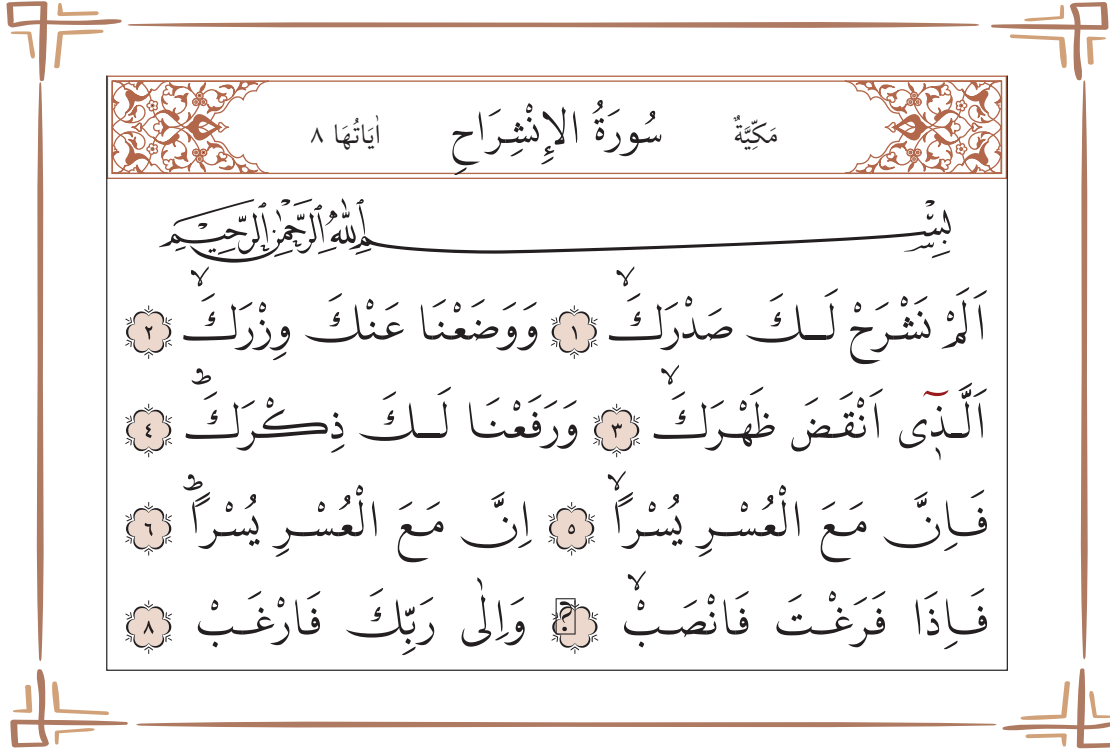 مَكِّيَّةٌ سُورَةُ الإِنْشِرَاحِ اٰيَاتُهَا ٨
بِسْمِ اللّٰهِ الرَّحْمٰنِ الرَّحِيمِ
اَلَمْ نَشْرَحْ لَكَ صَدْرَكَۙ ١ وَوَضَعْنَا عَنْكَ وِزْرَكَۙ ٢
اَلَّذ۪ٓى اَنْقَضَ ظَهْرَكَۙ ٣ وَرَفَعْنَا لَكَ ذِكْرَكَۜ ٤
فَاِنَّ مَعَ الْعُسْرِ يُسْرًاۙ ٥ اِنَّ مَعَ الْعُسْرِ يُسْرًاۜ ٦
فَاِذَا فَرَغْتَ فَانْصَبْۙ ? وَاِلٰى رَبِّكَ فَارْغَبْ ٨